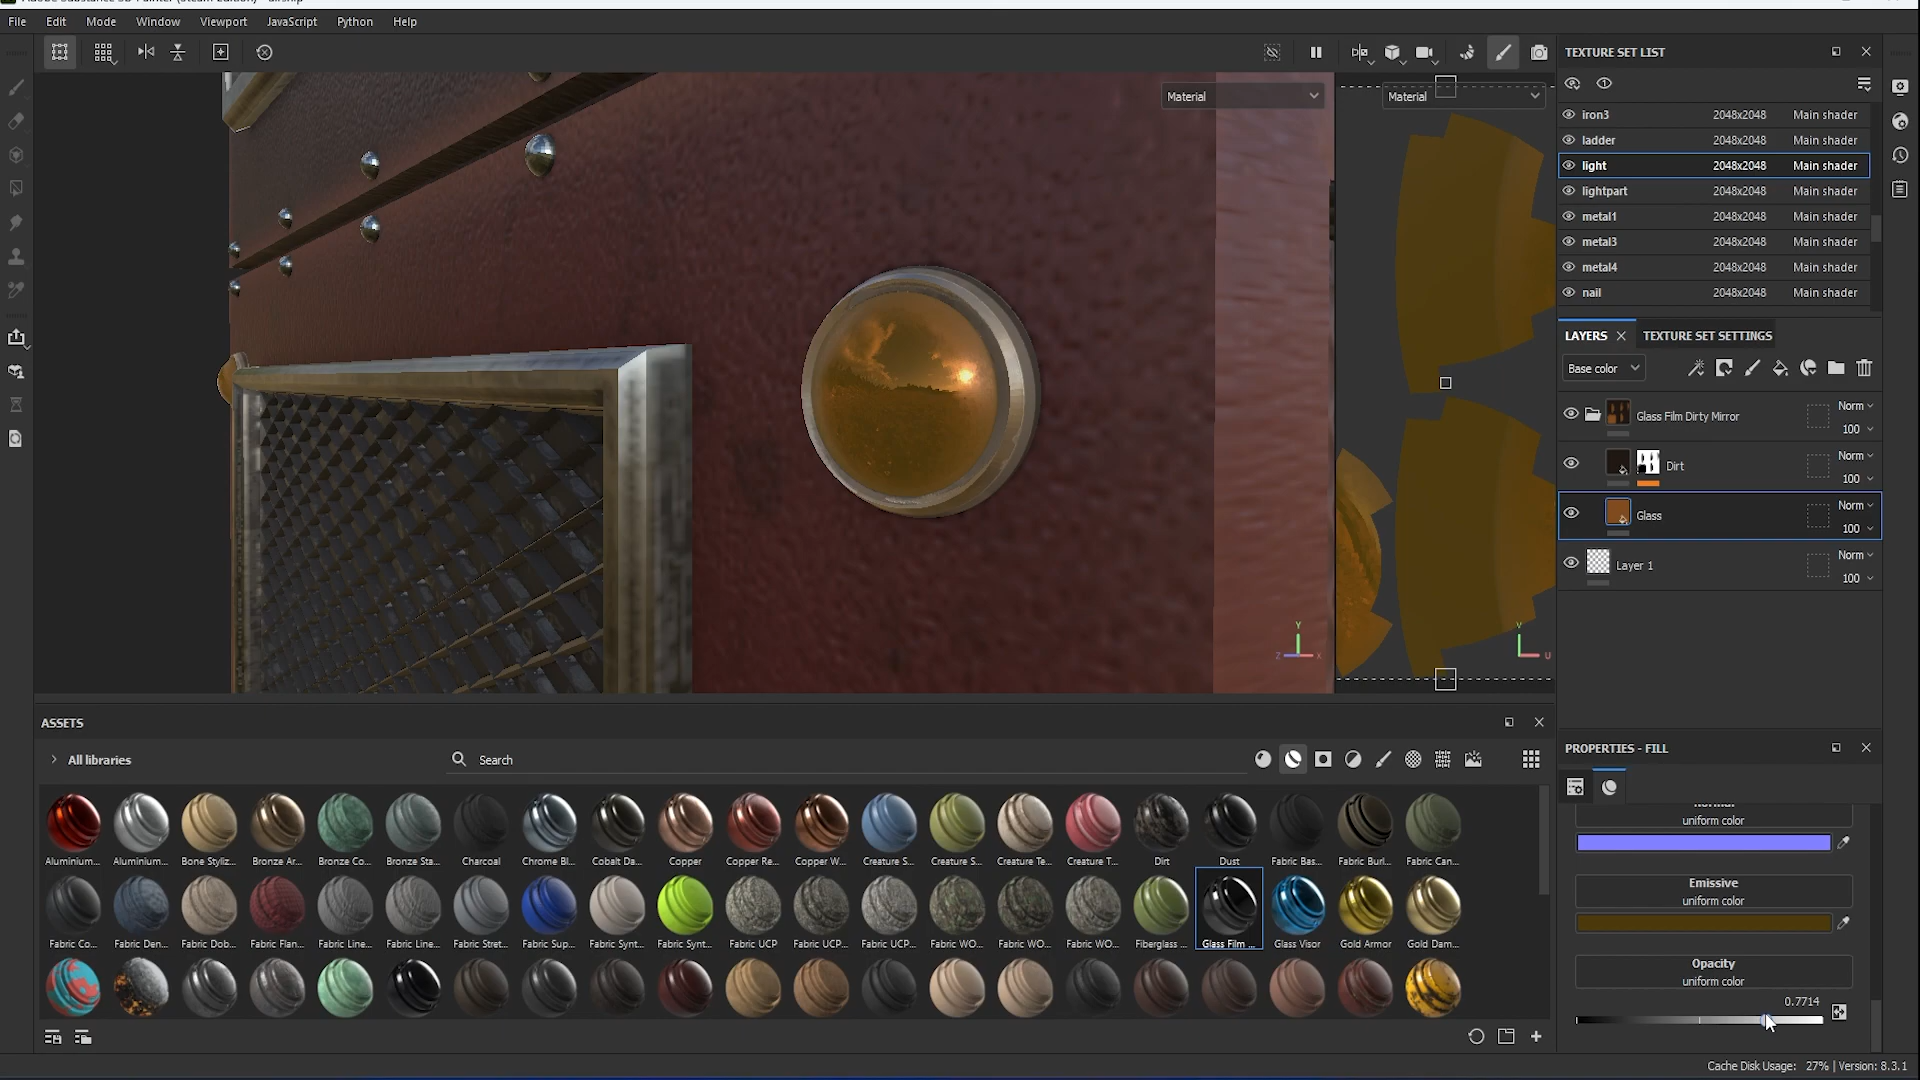 File Edit Mode Window Viewport JavaScript Python Help
Material
Material
TEXTURE SET LIST
iron3 2048x2048 Main shader
ladder 2048x2048 Main shader
light 2048x2048 Main shader
lightpart 2048x2048 Main shader
metal1 2048x2048 Main shader
metal3 2048x2048 Main shader
metal4 2048x2048 Main shader
nail 2048x2048 Main shader
LAYERS TEXTURE SET SETTINGS
Base color
Glass Film Dirty Mirror Norm
100
Dirt Norm
100
Glass Norm
100
Layer 1 Norm
100
Y
Z X
V
U
ASSETS
All libraries Search
Aluminium... Aluminium... Bone Styliz... Bronze Ar... Bronze Co... Bronze Sta... Charcoal Chrome Bl... Cobalt Da... Copper Copper Re... Copper W... Creature S... Creature S... Creature Te... Creature T... Dirt Dust Fabric Bas... Fabric Burl... Fabric Can...
Fabric Co... Fabric Den... Fabric Dob... Fabric Flan... Fabric Line... Fabric Line... Fabric Stret... Fabric Sup... Fabric Synt... Fabric Synt... Fabric UCP Fabric UCP... Fabric UCP... Fabric WO... Fabric WO... Fabric WO... Fiberglass ... Glass Film ... Glass Visor Gold Armor Gold Dam...
PROPERTIES - FILL
Normal
uniform color
Emissive
uniform color
Opacity
uniform color
0.7714
Cache Disk Usage: 27% | Version: 8.3.1